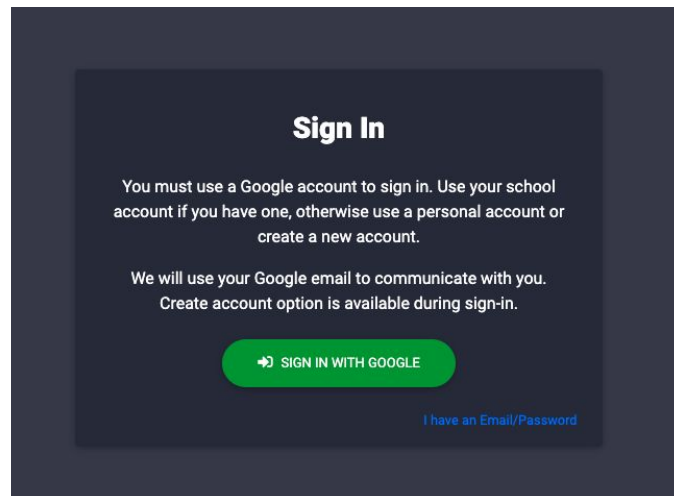 Sign In
You must use a Google account to sign in. Use your school
account if you have one, otherwise use a personal account or
create a new account.
We will use your Google email to communicate with you.
Create account option is available during sign-in.
SIGN IN WITH GOOGLE
I have an Email/Password